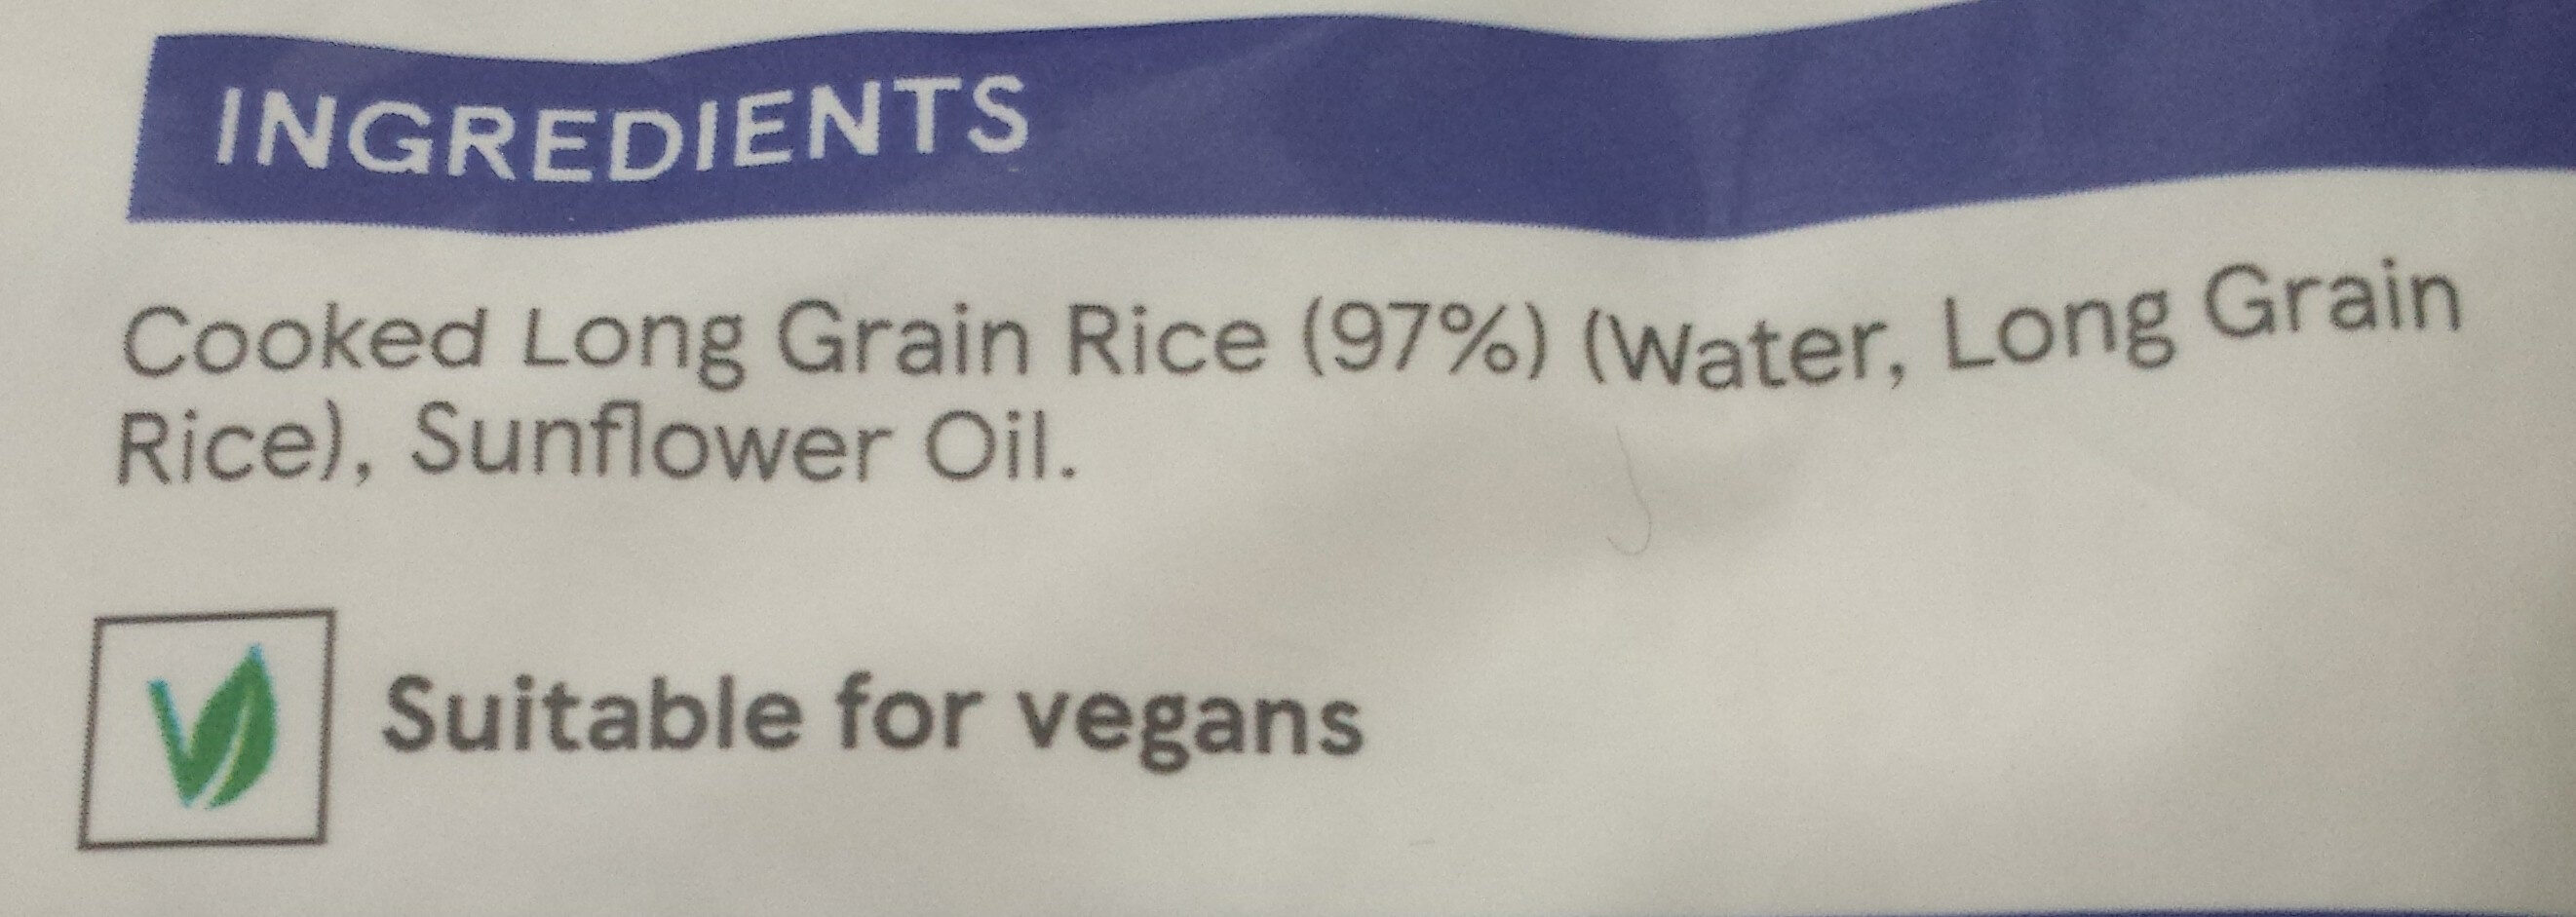 INGREDIENTS
Cooked Long Grain Rice (97%) (Water, Long Grain
Rice), Sunflower Oil.
Suitable for vegans